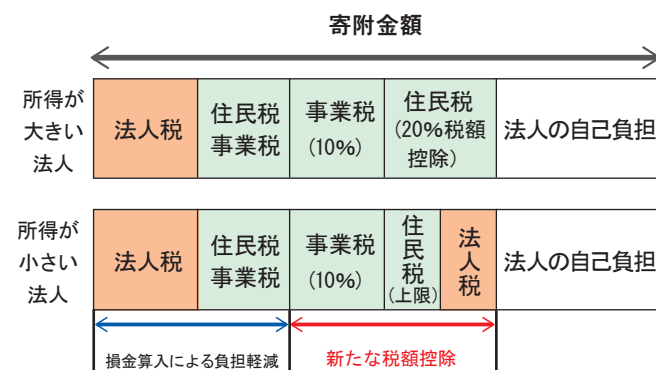 寄附金額
所得が
大きい
法人
法人税
住民税
事業税
事業税
(10%)
住民税
(20%税額
控除)
法人の自己負担
所得が
小さい
法人
法人税
住民税
事業税
事業税
(10%)
住民税
(上限)
法人税
法人の自己負担
損金算入による負担軽減
新たな税額控除